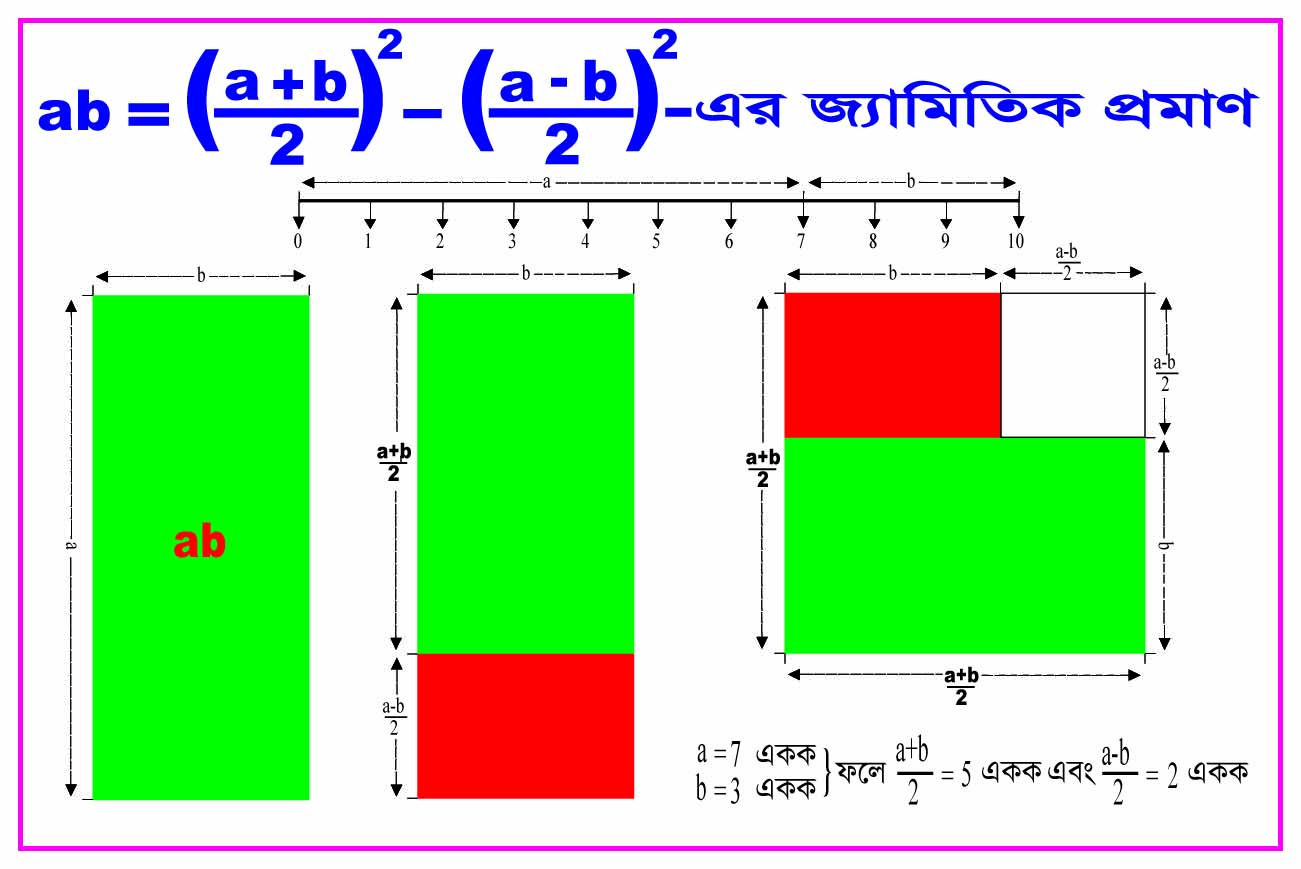 ab = (a + b / 2)² – (a - b / 2)² -এর জ্যামিতিক প্রমাণ
a b
0 1 2 3 4 5 6 7 8 9 10
b b b a-b/2
a ab
a+b/2
a-b/2
a+b/2
a-b/2
b
a+b/2
a = 7 একক
b = 3 একক
} ফলে a+b/2 = 5 একক এবং a-b/2 = 2 একক